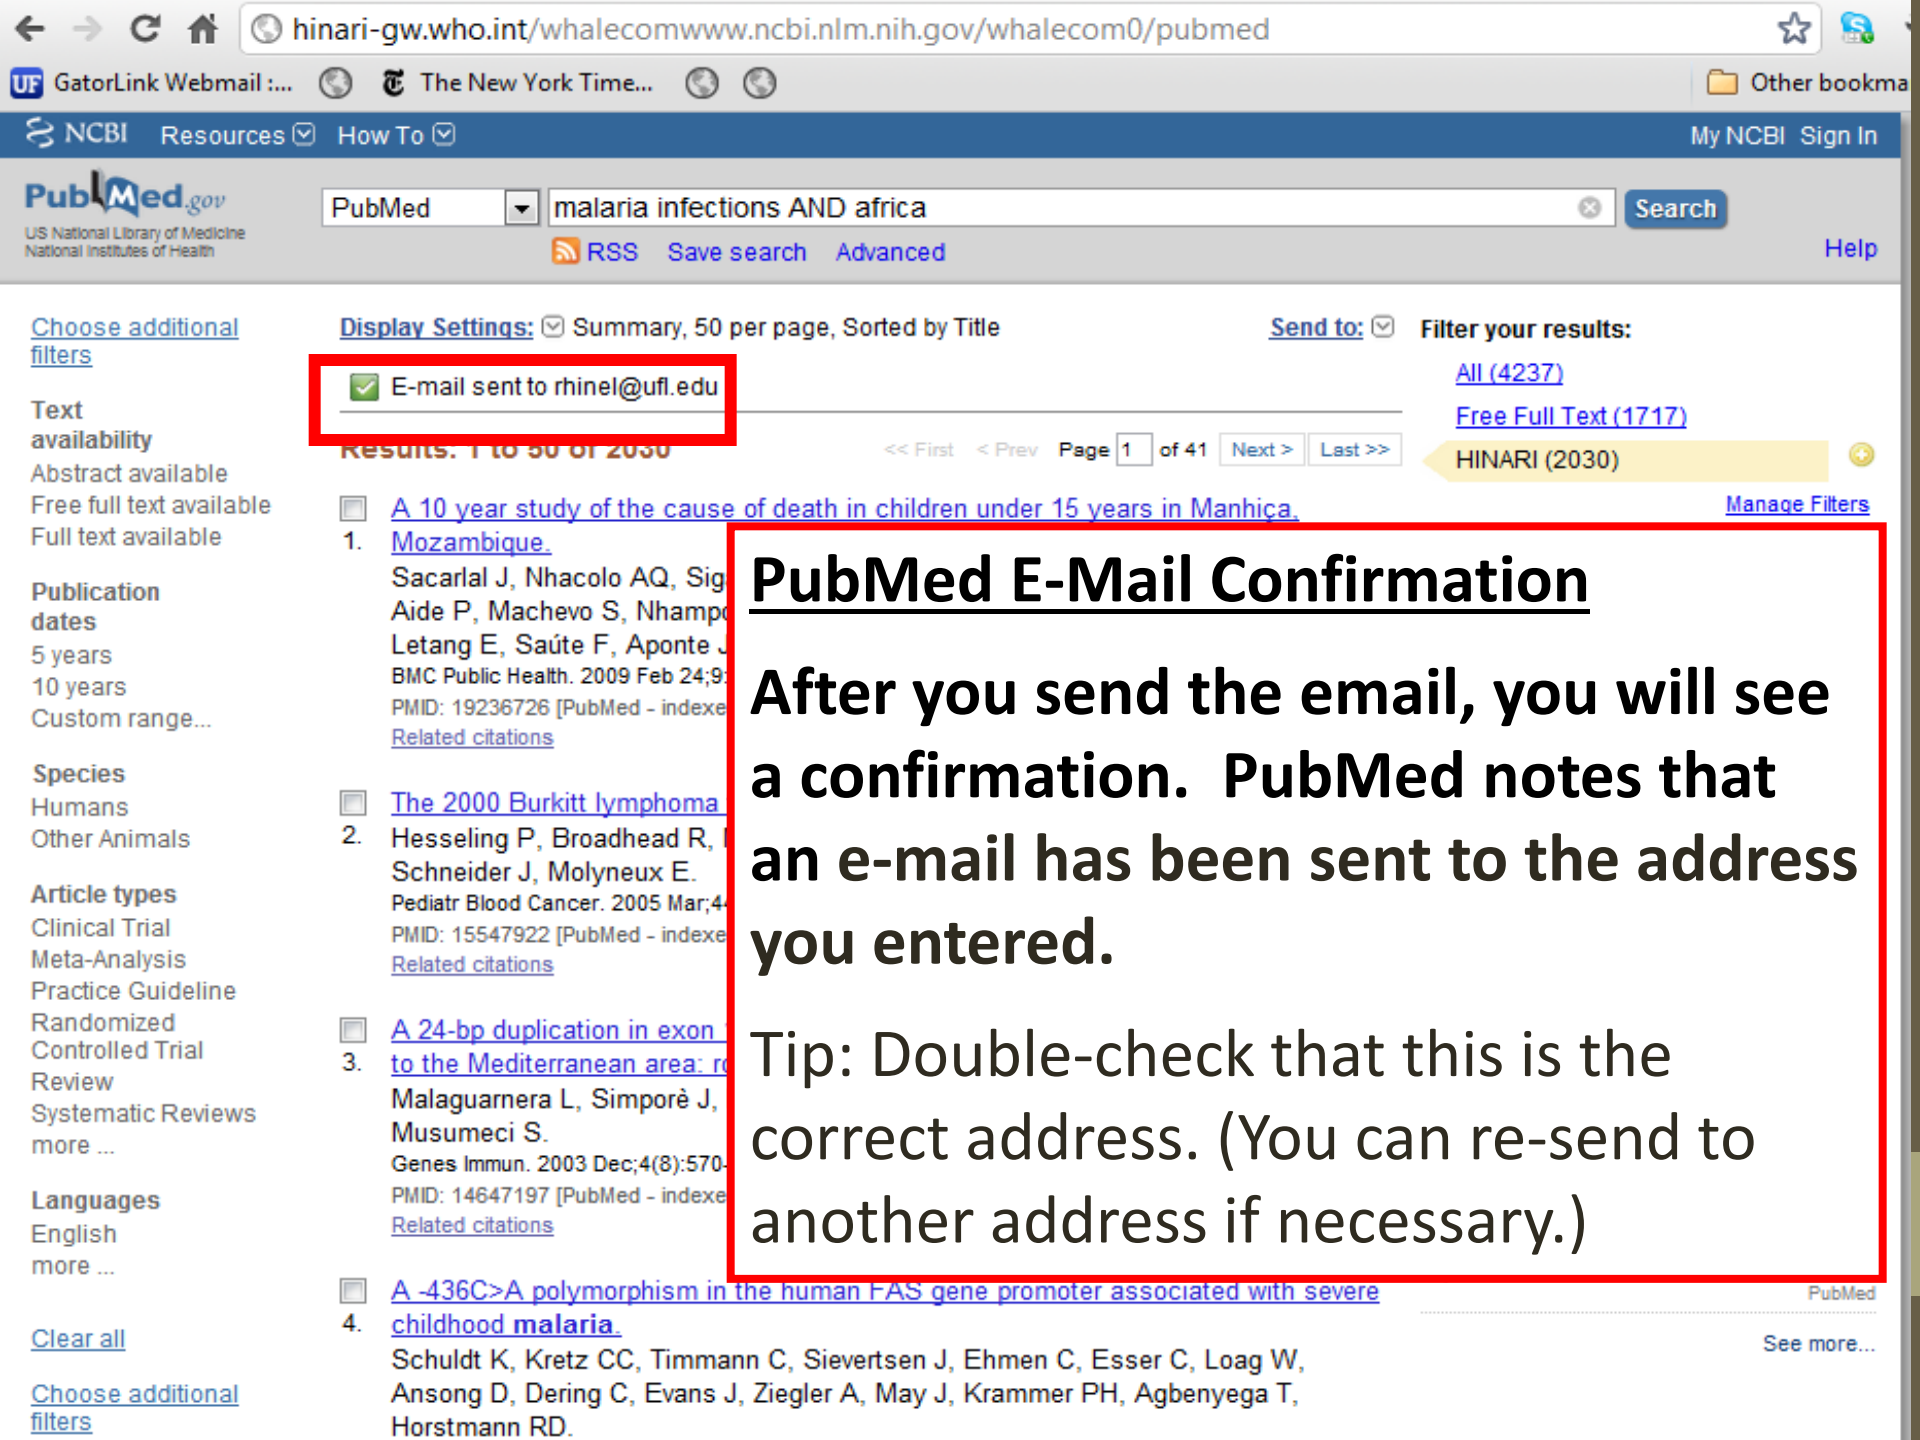 hinari-gw.who.int/whalecomwww.ncbi.nlm.nih.gov/whalecom0/pubmed
UF GatorLink Webmail :... The New York Time... Other bookma
NCBI Resources How To My NCBI Sign In
PubMed.gov
US National Library of Medicine
National Institutes of Health
PubMed malaria infections AND africa Search
RSS Save search Advanced Help
Choose additional
filters
Text
availability
Abstract available
Free full text available
Full text available
Publication
dates
5 years
10 years
Custom range...
Species
Humans
Other Animals
Article types
Clinical Trial
Meta-Analysis
Practice Guideline
Randomized
Controlled Trial
Review
Systematic Reviews
more ...
Languages
English
more ...
Clear all
Choose additional
filters
Display Settings: Summary, 50 per page, Sorted by Title Send to:
E-mail sent to rhinel@ufl.edu
Results: 1 to 50 of 2030 << First < Prev Page 1 of 41 Next > Last >>
A 10 year study of the cause of death in children under 15 years in Manhiça,
1. Mozambique.
Sacarlal J, Nhacolo AQ,
Aide P, Machevo S,
Letang E, Saúte F, Aponte
BMC Public Health. 2009 Feb 24;9:
PMID: 19236726 [PubMed -
Related citations
The 2000 Burkitt lymphoma
2. Hesseling P, Broadhead R,
Schneider J, Molyneux E.
Pediatr Blood Cancer. 2005 Mar;
PMID: 15547922 [PubMed -
Related citations
A 24-bp duplication in exon
3. to the Mediterranean area:
Malaguarnera L, Simporè J,
Musumeci S.
Genes Immun. 2003 Dec;4(8):570-
PMID: 14647197 [PubMed -
Related citations
A -436C>A polymorphism in the human FAS gene promoter associated with severe
4. childhood malaria.
Schuldt K, Kretz CC, Timmann C, Sievertsen J, Ehmen C, Esser C, Loag W,
Ansong D, Dering C, Evans J, Ziegler A, May J, Krammer PH, Agbenyega T,
Horstmann RD.
Filter your results:
All (4237)
Free Full Text (1717)
HINARI (2030)
Manage Filters
PubMed E-Mail Confirmation
After you send the email, you will see
a confirmation. PubMed notes that
an e-mail has been sent to the address
you entered.
Tip: Double-check that this is the
correct address. (You can re-send to
another address if necessary.)
PubMed
See more...